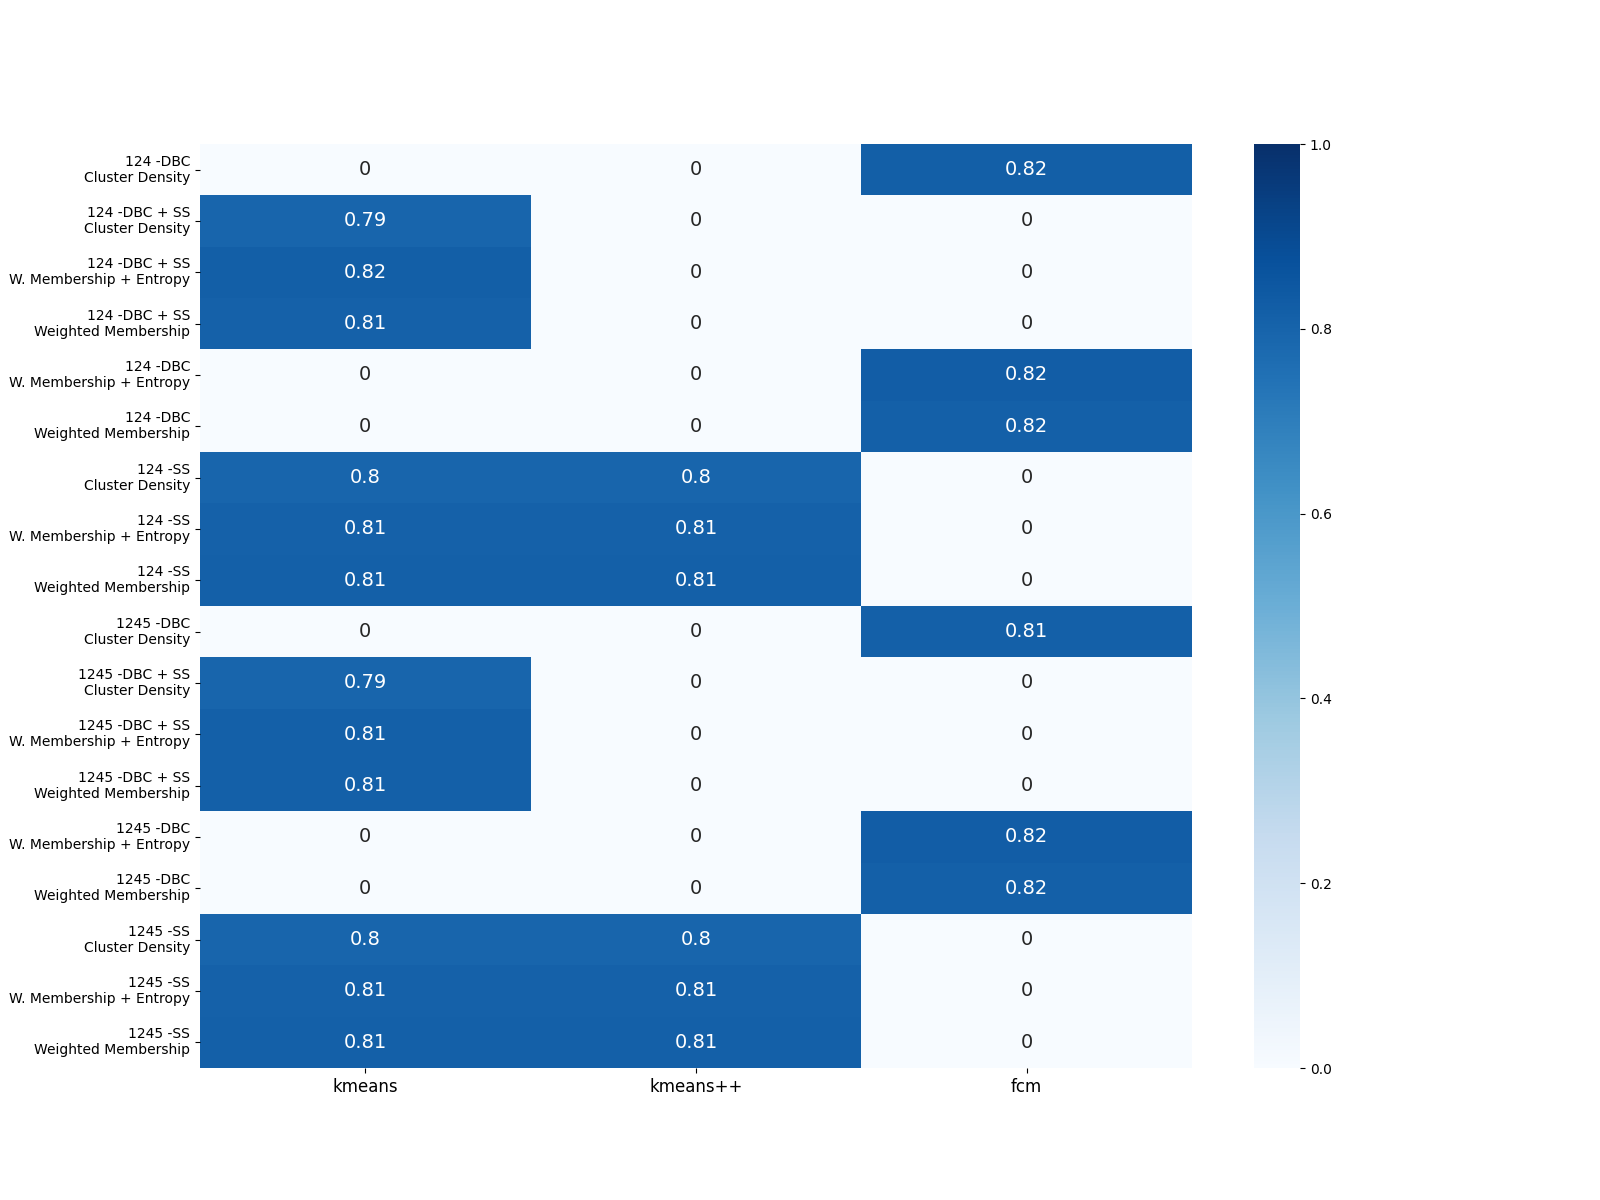 124 -DBC
Cluster Density
0 0 0.82
124 -DBC + SS
Cluster Density
0.79 0 0
124 -DBC + SS
W. Membership + Entropy
0.82 0 0
124 -DBC + SS
Weighted Membership
0.81 0 0
124 -DBC
W. Membership + Entropy
0 0 0.82
124 -DBC
Weighted Membership
0 0 0.82
124 -SS
Cluster Density
0.8 0.8 0
124 -SS
W. Membership + Entropy
0.81 0.81 0
124 -SS
Weighted Membership
0.81 0.81 0
1245 -DBC
Cluster Density
0 0 0.81
1245 -DBC + SS
Cluster Density
0.79 0 0
1245 -DBC + SS
W. Membership + Entropy
0.81 0 0
1245 -DBC + SS
Weighted Membership
0.81 0 0
1245 -DBC
W. Membership + Entropy
0 0 0.82
1245 -DBC
Weighted Membership
0 0 0.82
1245 -SS
Cluster Density
0.8 0.8 0
1245 -SS
W. Membership + Entropy
0.81 0.81 0
1245 -SS
Weighted Membership
0.81 0.81 0
kmeans kmeans++ fcm
1.0
0.8
0.6
0.4
0.2
0.0